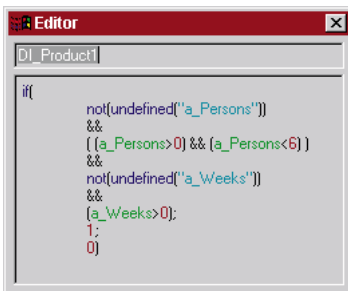 Editor
DI_Product1
if(
not(undefined("a_Persons"))
&&
( (a_Persons>0) && (a_Persons<6) )
&&
not(undefined("a_Weeks"))
&&
(a_Weeks>0);
1;
0)